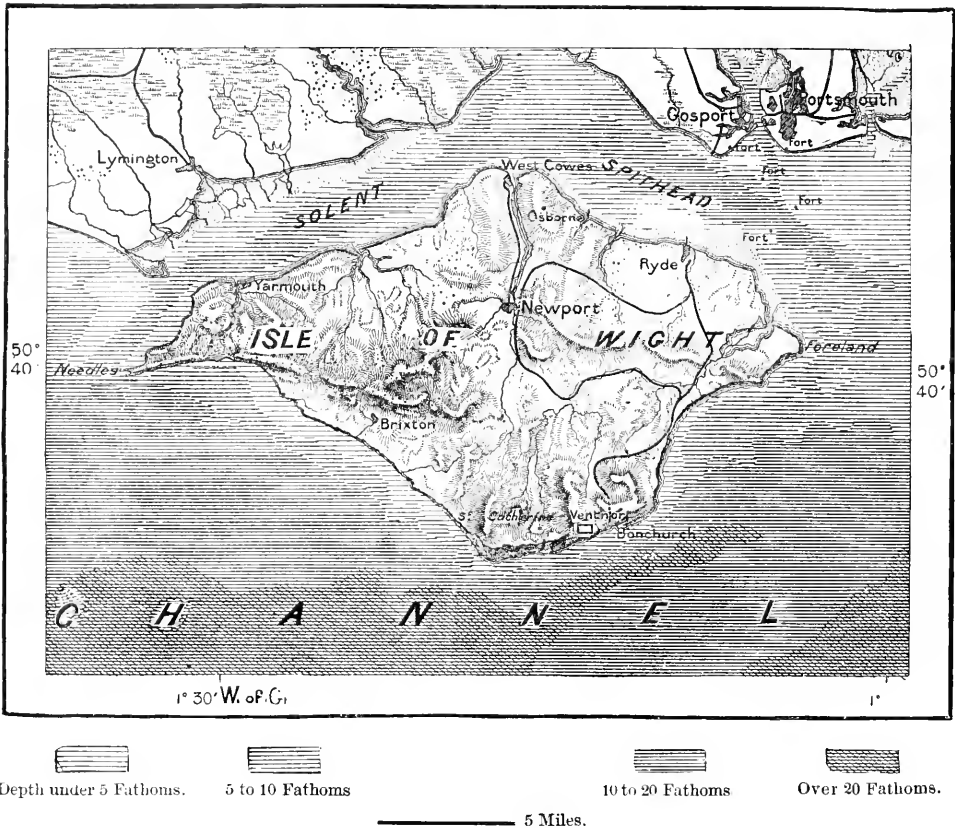 Portsmouth
Gosport
Fort
Fort
Lymington
West Cowes
SPITHEAD
Fort
SOLENT
Osborne
Fort
Fort
Ryde
Yarmouth
Newport
ISLE OF WIGHT
Foreland
50°
40'
Needles
50°
40'
Brixton
St Catherine
Ventnor
Bonchurch
CHANNEL
1° 30' W. of. Gr
1°
Depth under 5 Fathoms.
5 to 10 Fathoms
10 to 20 Fathoms
Over 20 Fathoms.
5 Miles.